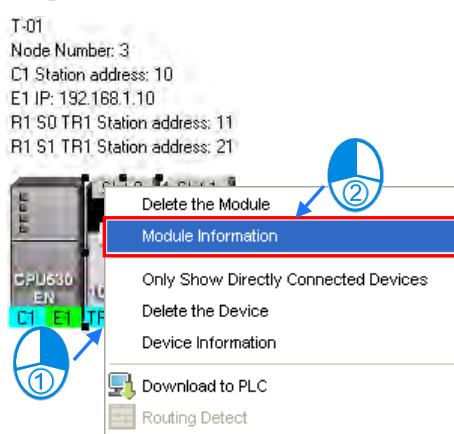 T-01
Node Number: 3
C1 Station address: 10
E1 IP: 192.168.1.10
R1 S0 TR1 Station address: 11
R1 S1 TR1 Station address: 21
②
Delete the Module
Module Information
Only Show Directly Connected Devices
CPU530
EN
Delete the Device
C1 E1
Device Information
①
Download to PLC
Routing Detect